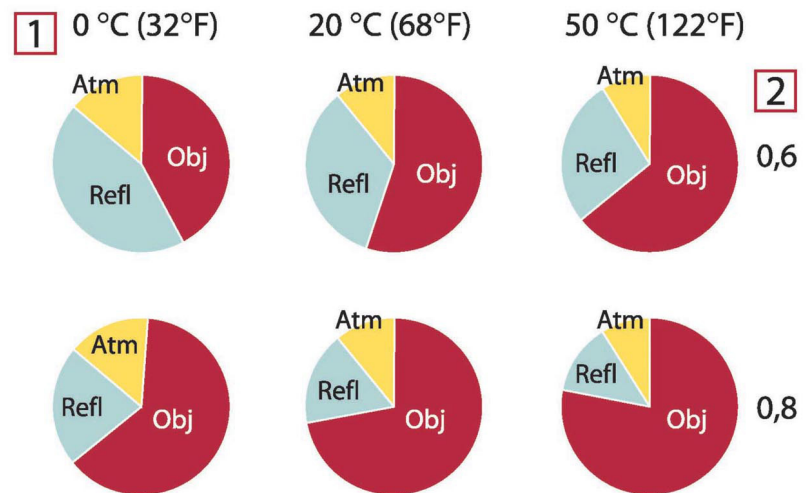 1 0 °C (32°F) 20 °C (68°F) 50 °C (122°F)
Atm Atm Atm
2
Obj Refl Obj Refl Obj 0,6
Refl
Atm Atm Atm
Refl Obj Refl Obj Refl Obj 0,8